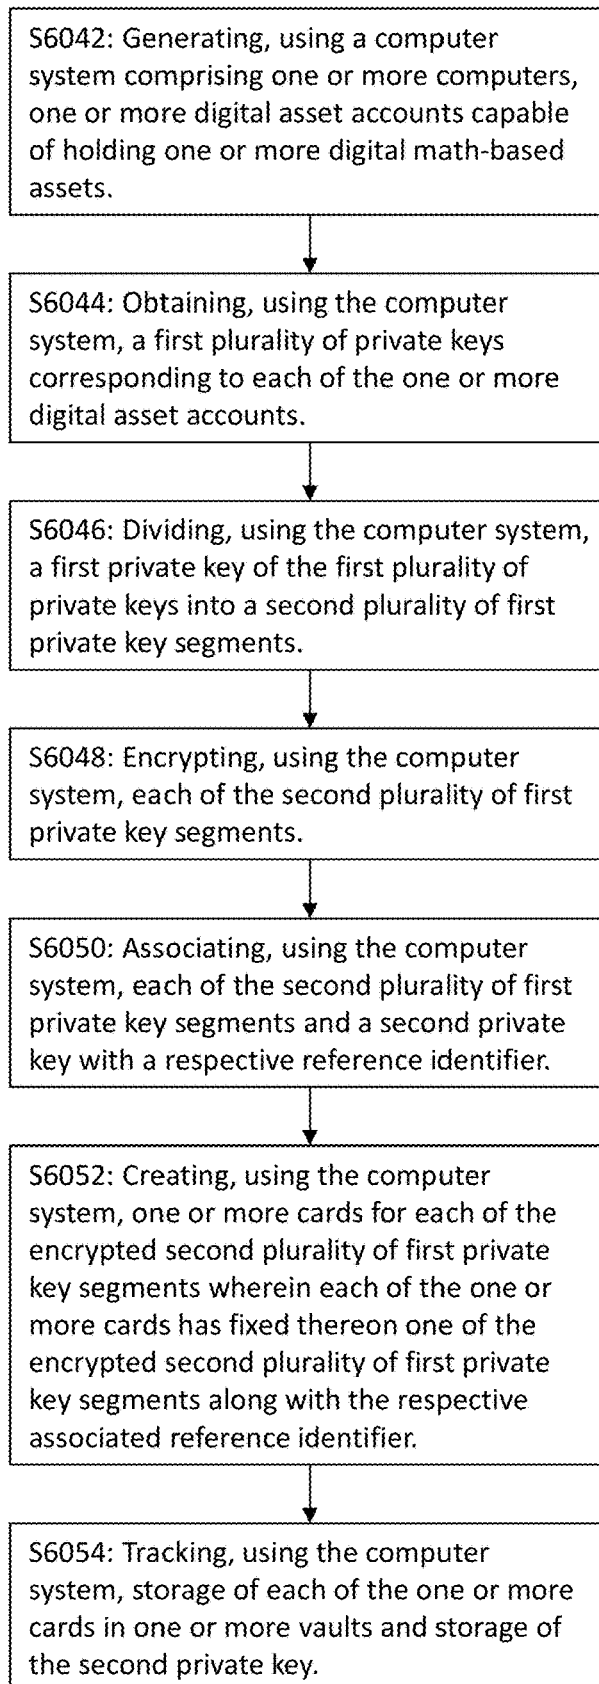 S6042: Generating, using a computer
system comprising one or more computers,
one or more digital asset accounts capable
of holding one or more digital math-based
assets.
S6044: Obtaining, using the computer
system, a first plurality of private keys
corresponding to each of the one or more
digital asset accounts.
S6046: Dividing, using the computer system,
a first private key of the first plurality of
private keys into a second plurality of first
private key segments.
S6048: Encrypting, using the computer
system, each of the second plurality of first
private key segments.
S6050: Associating, using the computer
system, each of the second plurality of first
private key segments and a second private
key with a respective reference identifier.
S6052: Creating, using the computer
system, one or more cards for each of the
encrypted second plurality of first private
key segments wherein each of the one or
more cards has fixed thereon one of the
encrypted second plurality of first private
key segments along with the respective
associated reference identifier.
S6054: Tracking, using the computer
system, storage of each of the one or more
cards in one or more vaults and storage of
the second private key.